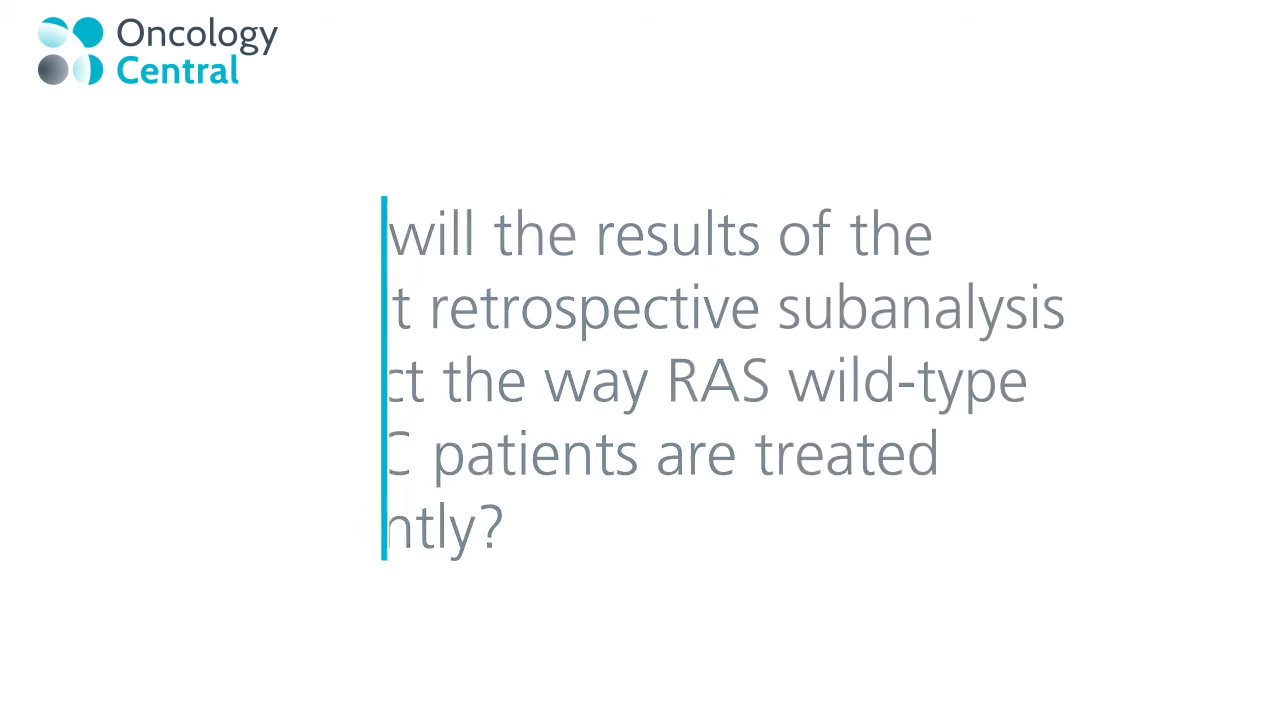 Oncology
Central
will the results of the
t retrospective subanalysis
ct the way RAS wild-type
C patients are treated
ntly?